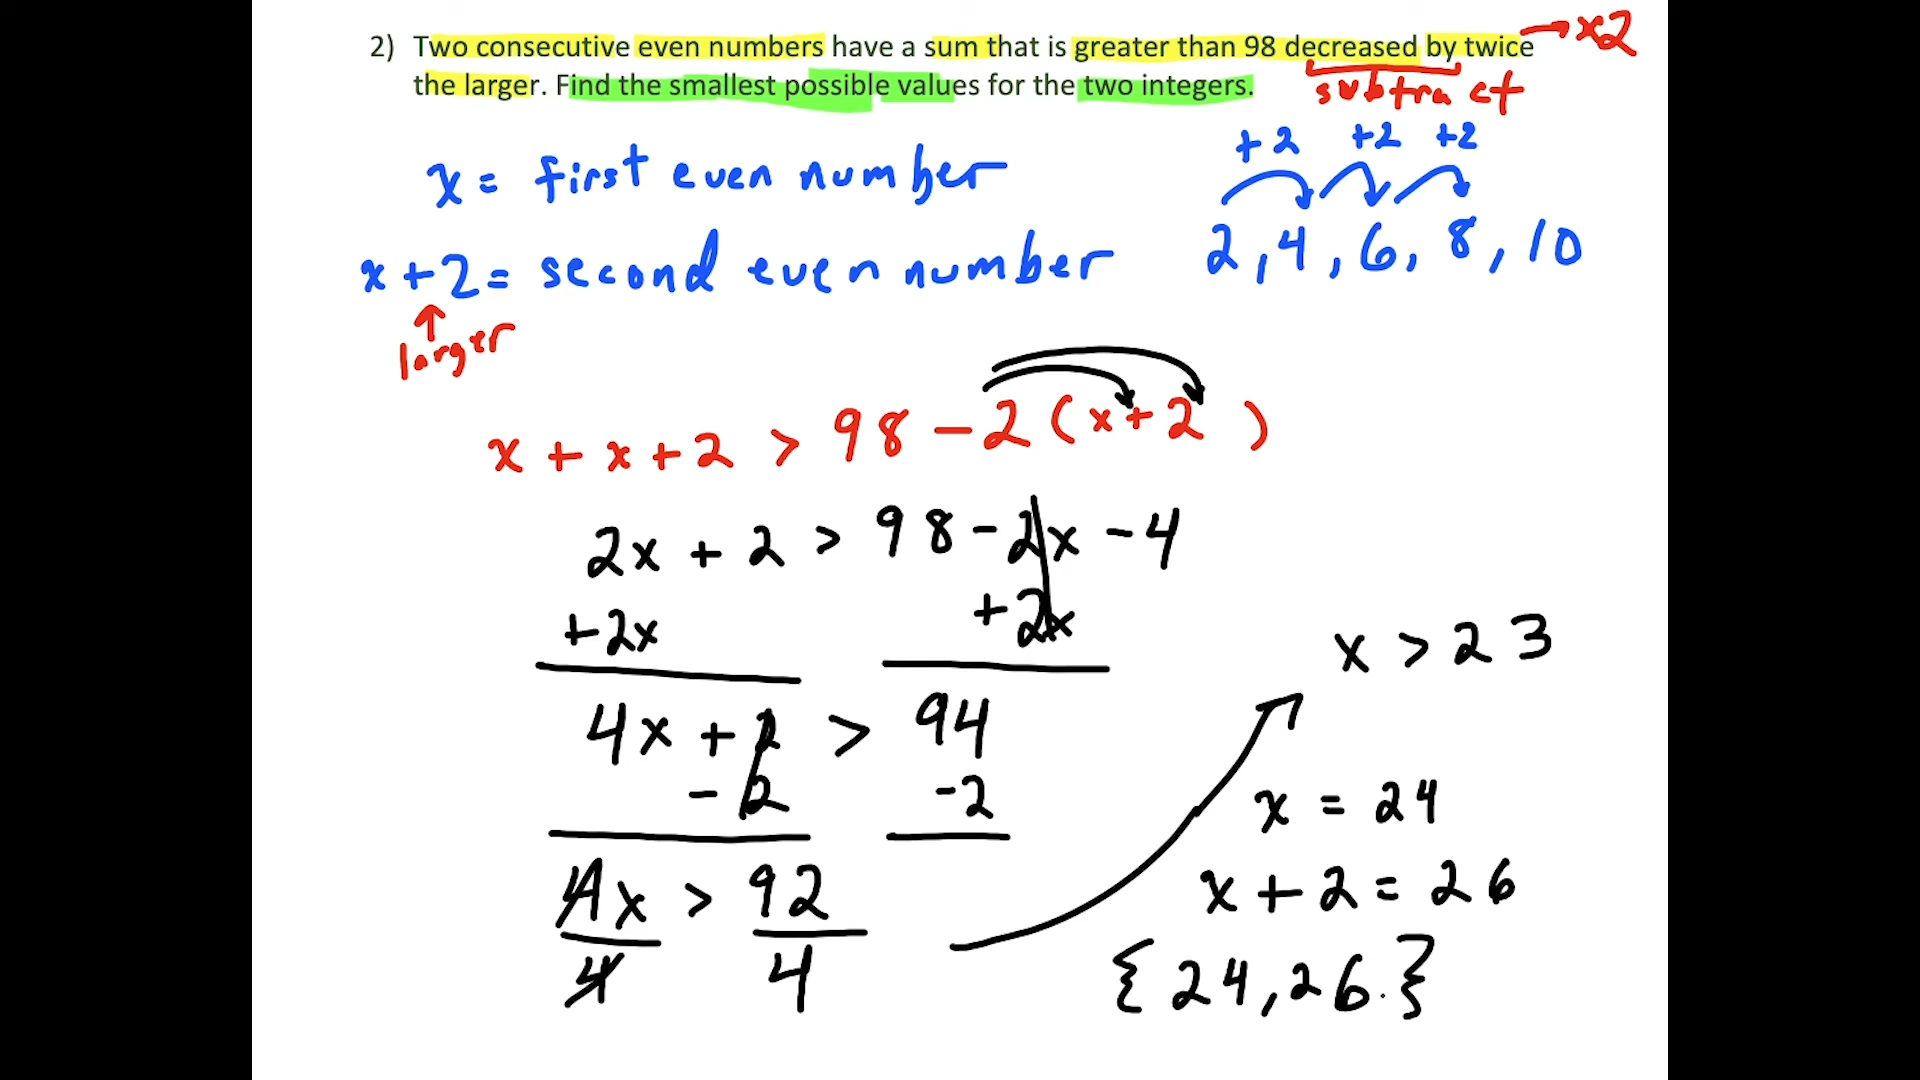 2) Two consecutive even numbers have a sum that is greater than 98 decreased by twice → x2
the larger. Find the smallest possible values for the two integers.
subtract
+2 +2 +2
x = first even number
2, 4, 6, 8, 10
x + 2 = second even number
larger
x + x + 2 > 98 - 2 (x + 2 )
2x + 2 > 98 - 2x - 4
+2x +2x
x > 23
4x + 2 > 94
- 2 -2
x = 24
4x > 92
x + 2 = 26
4 4
{ 24, 26 }